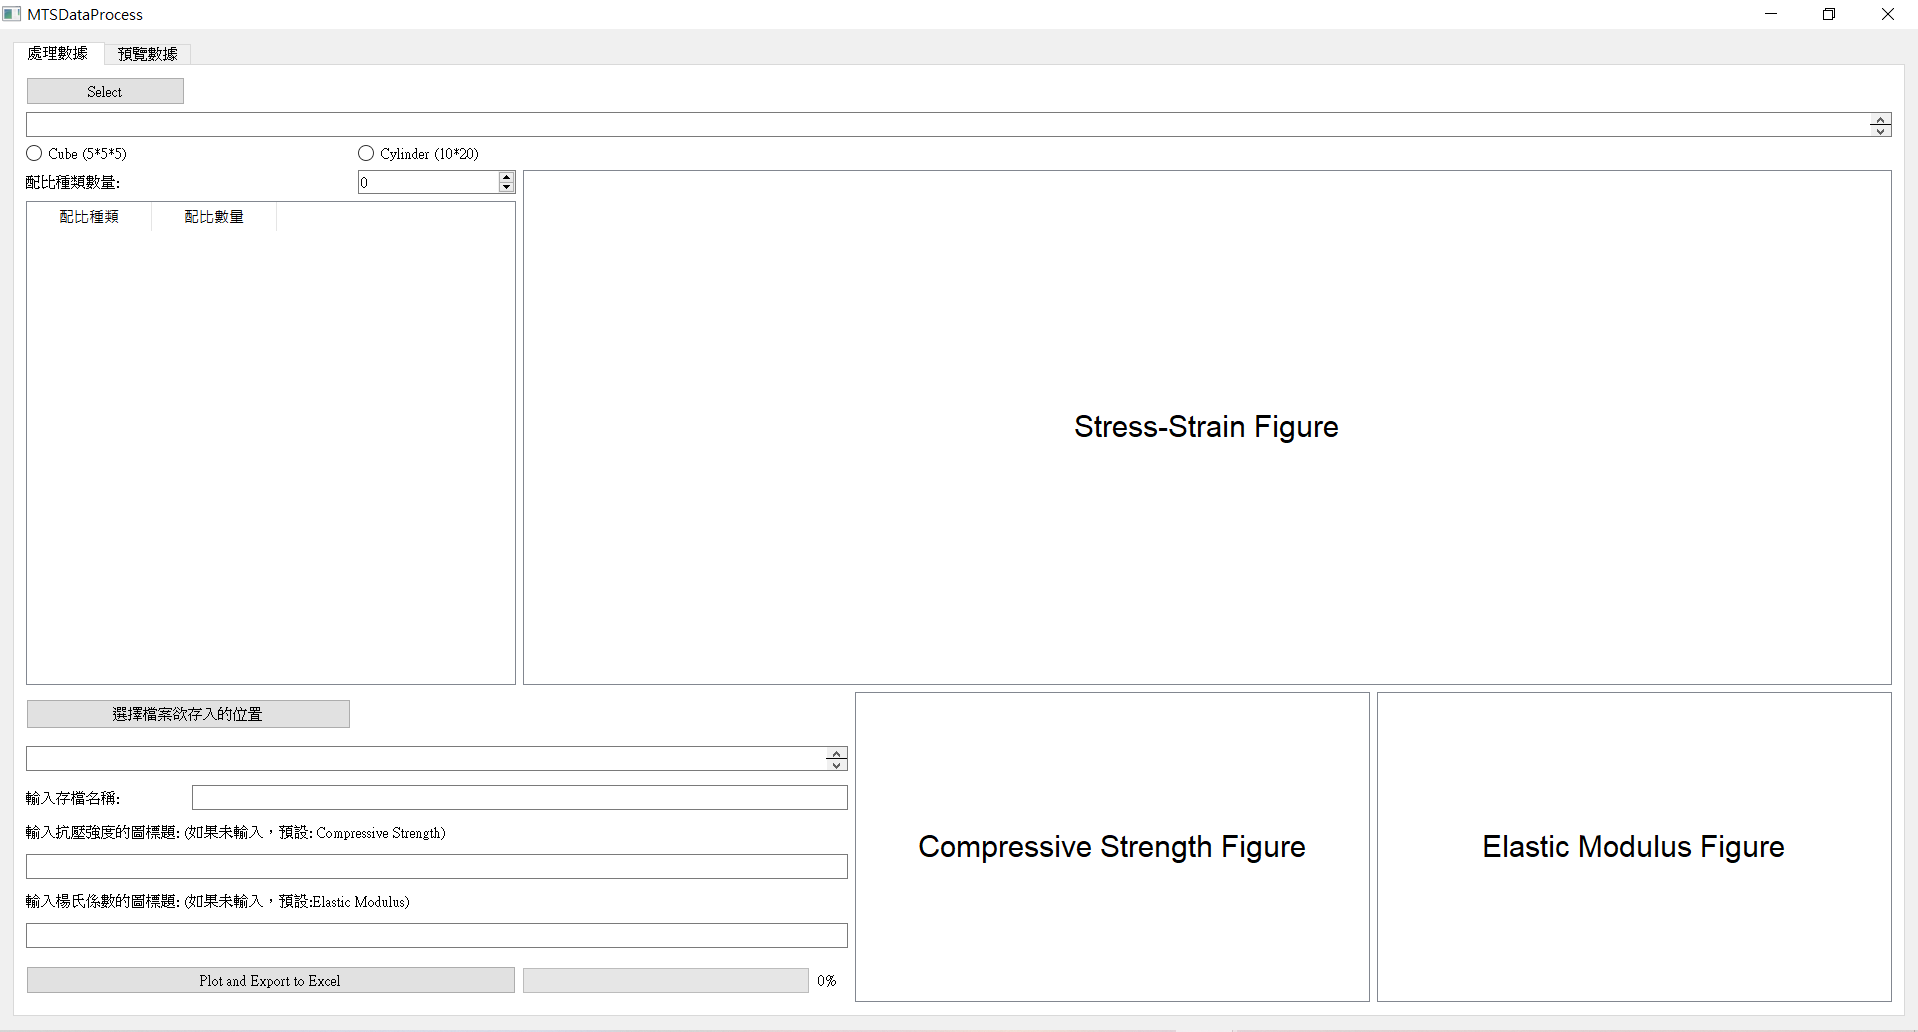 MTSDataProcess
處理數據 預覽數據
Select
Cube (5*5*5) Cylinder (10*20)
配比種類數量: 0
配比種類 配比數量
Stress-Strain Figure
選擇檔案欲存入的位置
輸入存檔名稱:
輸入抗壓強度的圖標題: (如果未輸入，預設: Compressive Strength)
輸入楊氏係數的圖標題: (如果未輸入，預設:Elastic Modulus)
Plot and Export to Excel 0%
Compressive Strength Figure
Elastic Modulus Figure